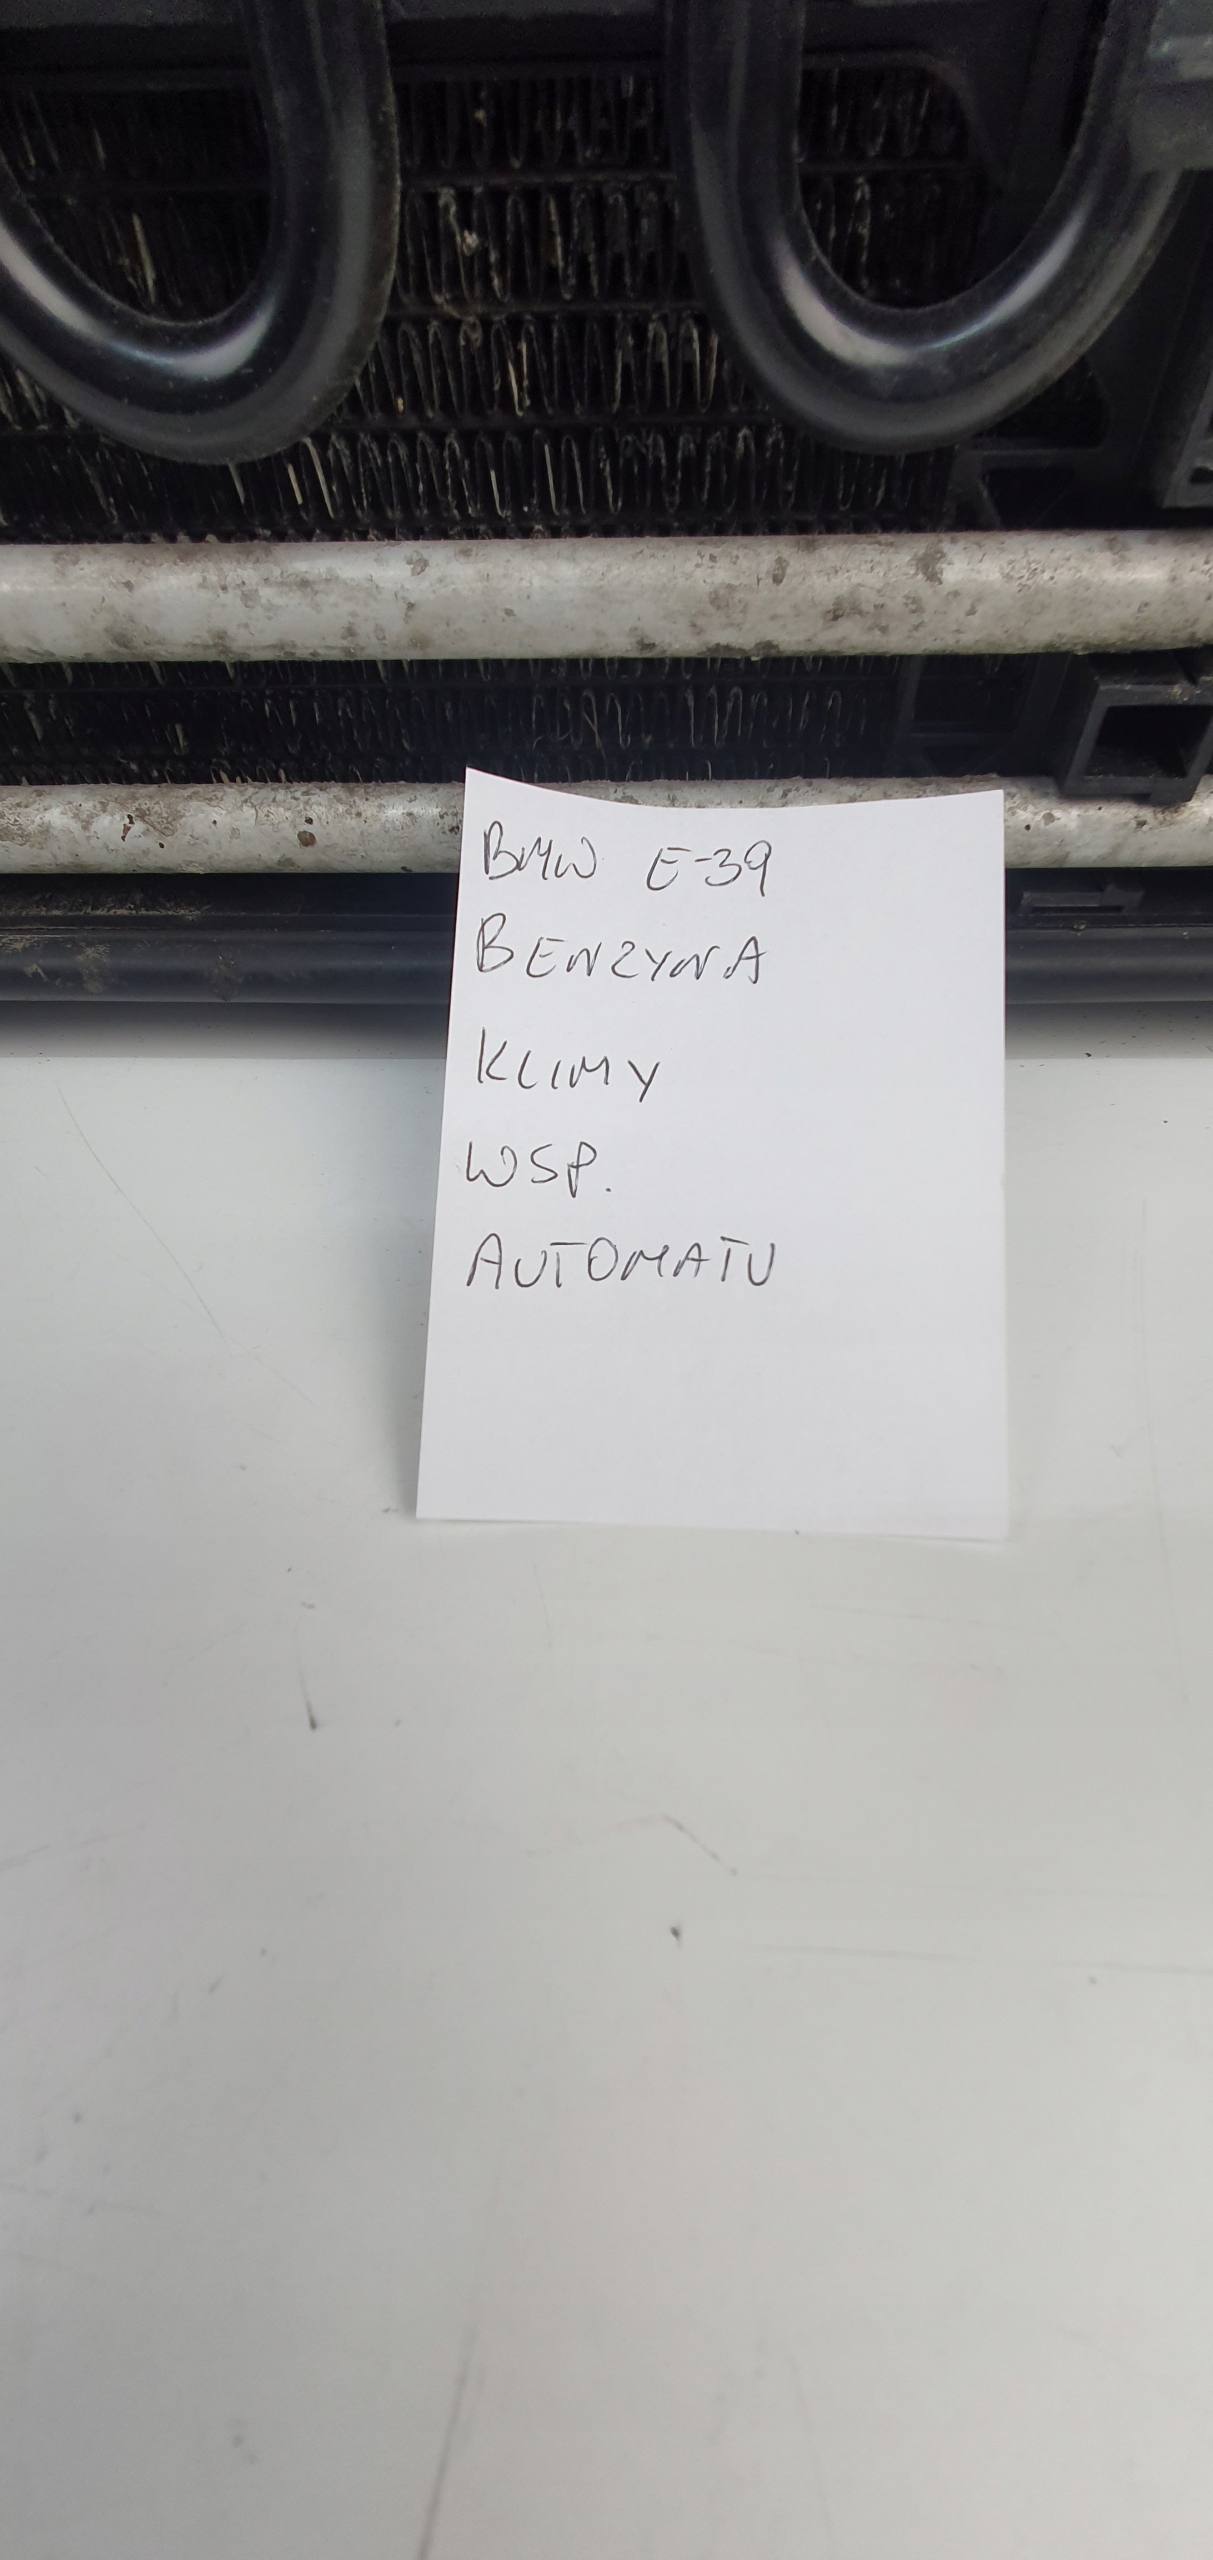 BMW E-39
BENZYNA
KLIMY
WSP.
AUTOMATU